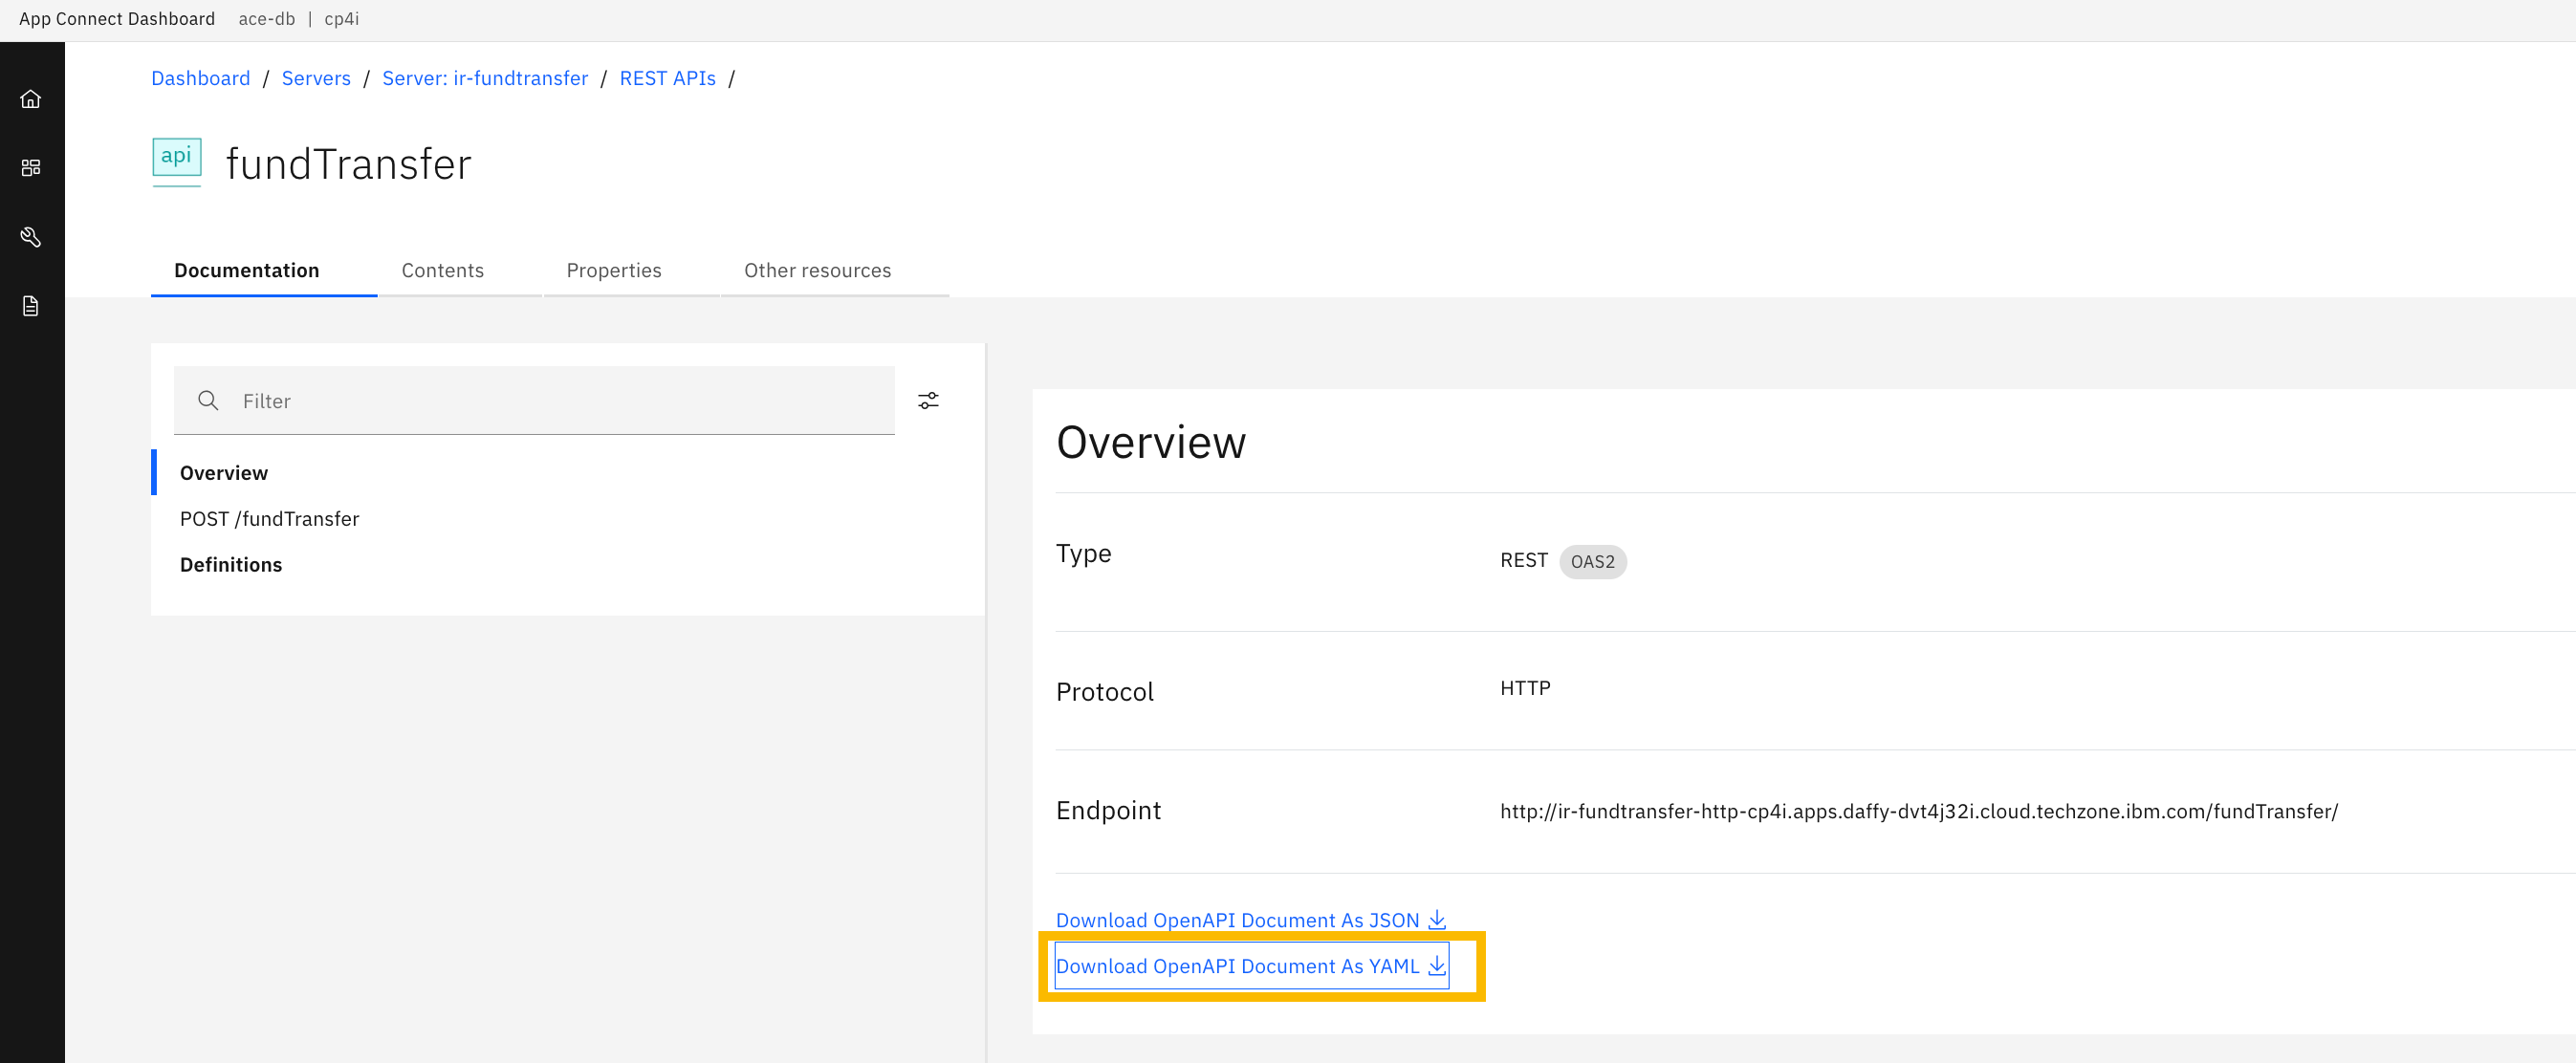 App Connect Dashboard ace-db | cp4i
Dashboard / Servers / Server: ir-fundtransfer / REST APIs /
api fundTransfer
Documentation Contents Properties Other resources
Filter
Overview
POST /fundTransfer
Definitions
Overview
Type REST OAS2
Protocol HTTP
Endpoint http://ir-fundtransfer-http-cp4i.apps.daffy-dvt4j32i.cloud.techzone.ibm.com/fundTransfer/
Download OpenAPI Document As JSON
Download OpenAPI Document As YAML